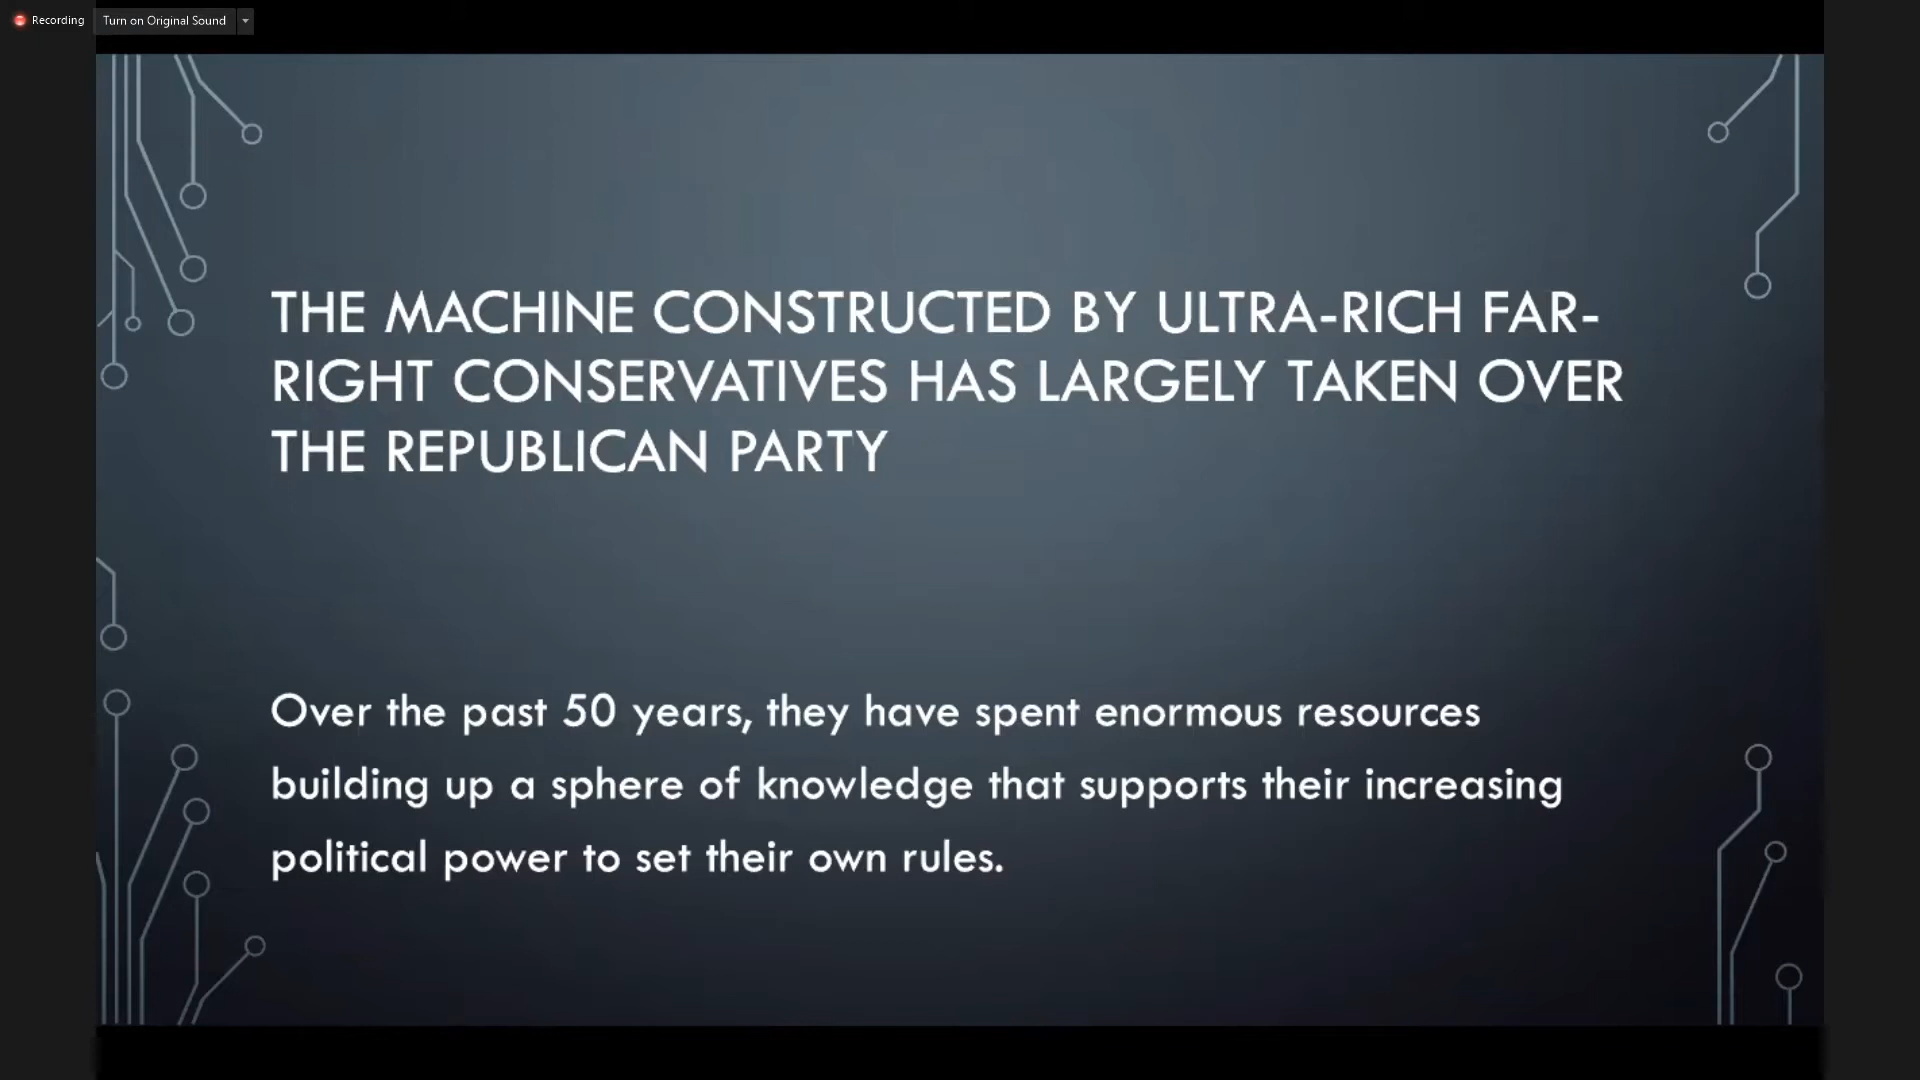 Recording
Turn on Original Sound
THE MACHINE CONSTRUCTED BY ULTRA-RICH FAR-
RIGHT CONSERVATIVES HAS LARGELY TAKEN OVER
THE REPUBLICAN PARTY
Over the past 50 years, they have spent enormous resources
building up a sphere of knowledge that supports their increasing
political power to set their own rules.